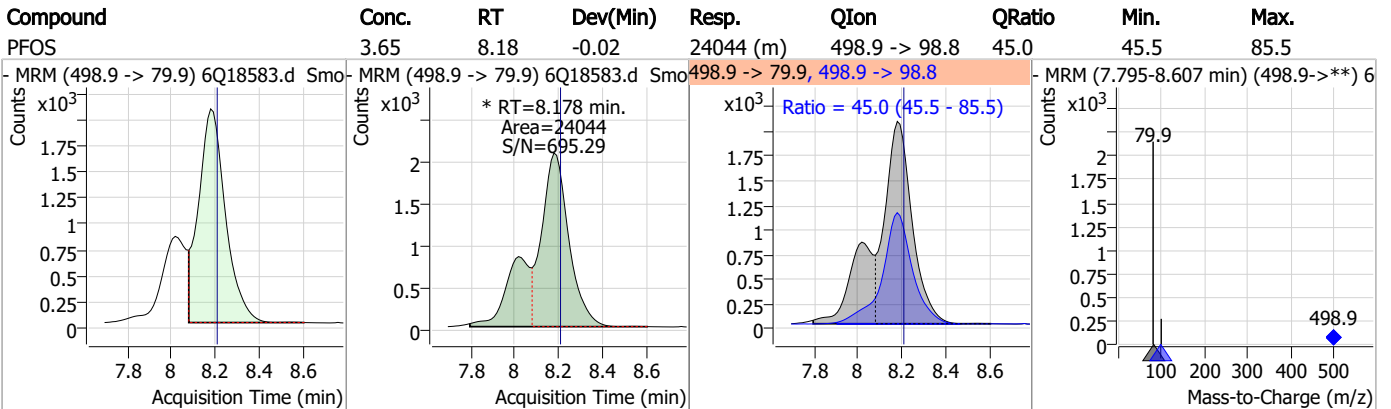 Compound Conc. RT Dev(Min) Resp. QIon QRatio Min. Max.
PFOS 3.65 8.18 -0.02 24044 (m) 498.9 -> 98.8 45.0 45.5 85.5
- MRM (498.9 -> 79.9) 6Q18583.d Smo
x10³
Counts
1.75
1.5
1.25
1
0.75
0.5
0.25
0
7.8 8 8.2 8.4 8.6
Acquisition Time (min)
- MRM (498.9 -> 79.9) 6Q18583.d Smo
x10³
Counts
* RT=8.178 min.
Area=24044
S/N=695.29
2
1.5
1
0.5
0
7.8 8 8.2 8.4 8.6
Acquisition Time (min)
498.9 -> 79.9, 498.9 -> 98.8
x10³
Counts
Ratio = 45.0 (45.5 - 85.5)
1.75
1.5
1.25
1
0.75
0.5
0.25
0
7.8 8 8.2 8.4 8.6
Acquisition Time (min)
- MRM (7.795-8.607 min) (498.9->**) 6
x10³
Counts
79.9
2
1.75
1.5
1.25
1
0.75
0.5
0.25
0
498.9
100 200 300 400 500
Mass-to-Charge (m/z)